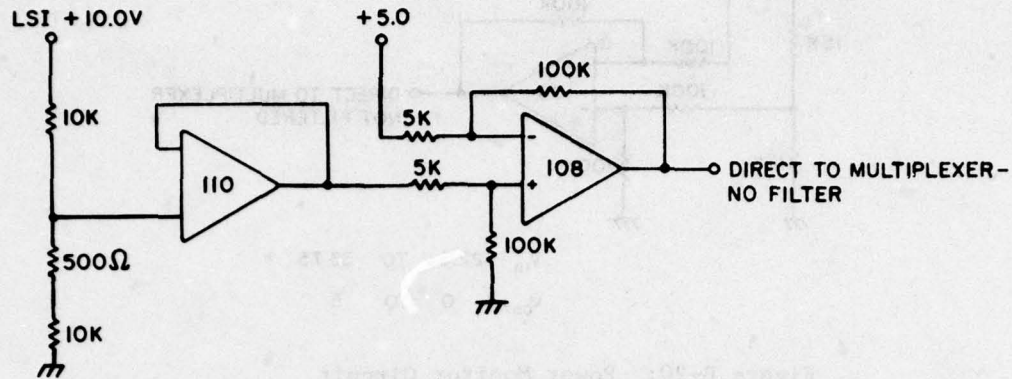 LSI +10.0V
+5.0
10K
100K
5K
5K
110
108
DIRECT TO MULTIPLEXER-
NO FILTER
500Ω
100K
10K